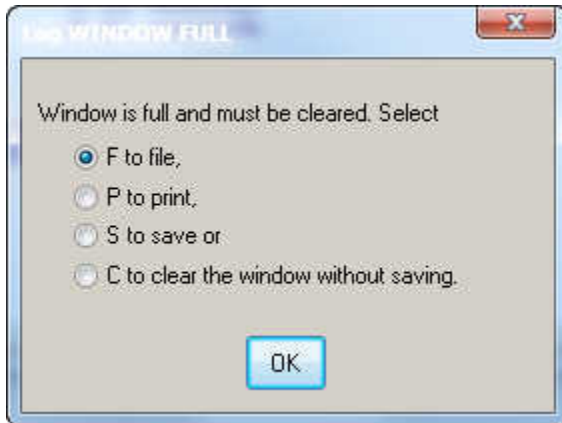 Log WINDOW FULL
Window is full and must be cleared. Select
F to file,
P to print,
S to save or
C to clear the window without saving.
OK